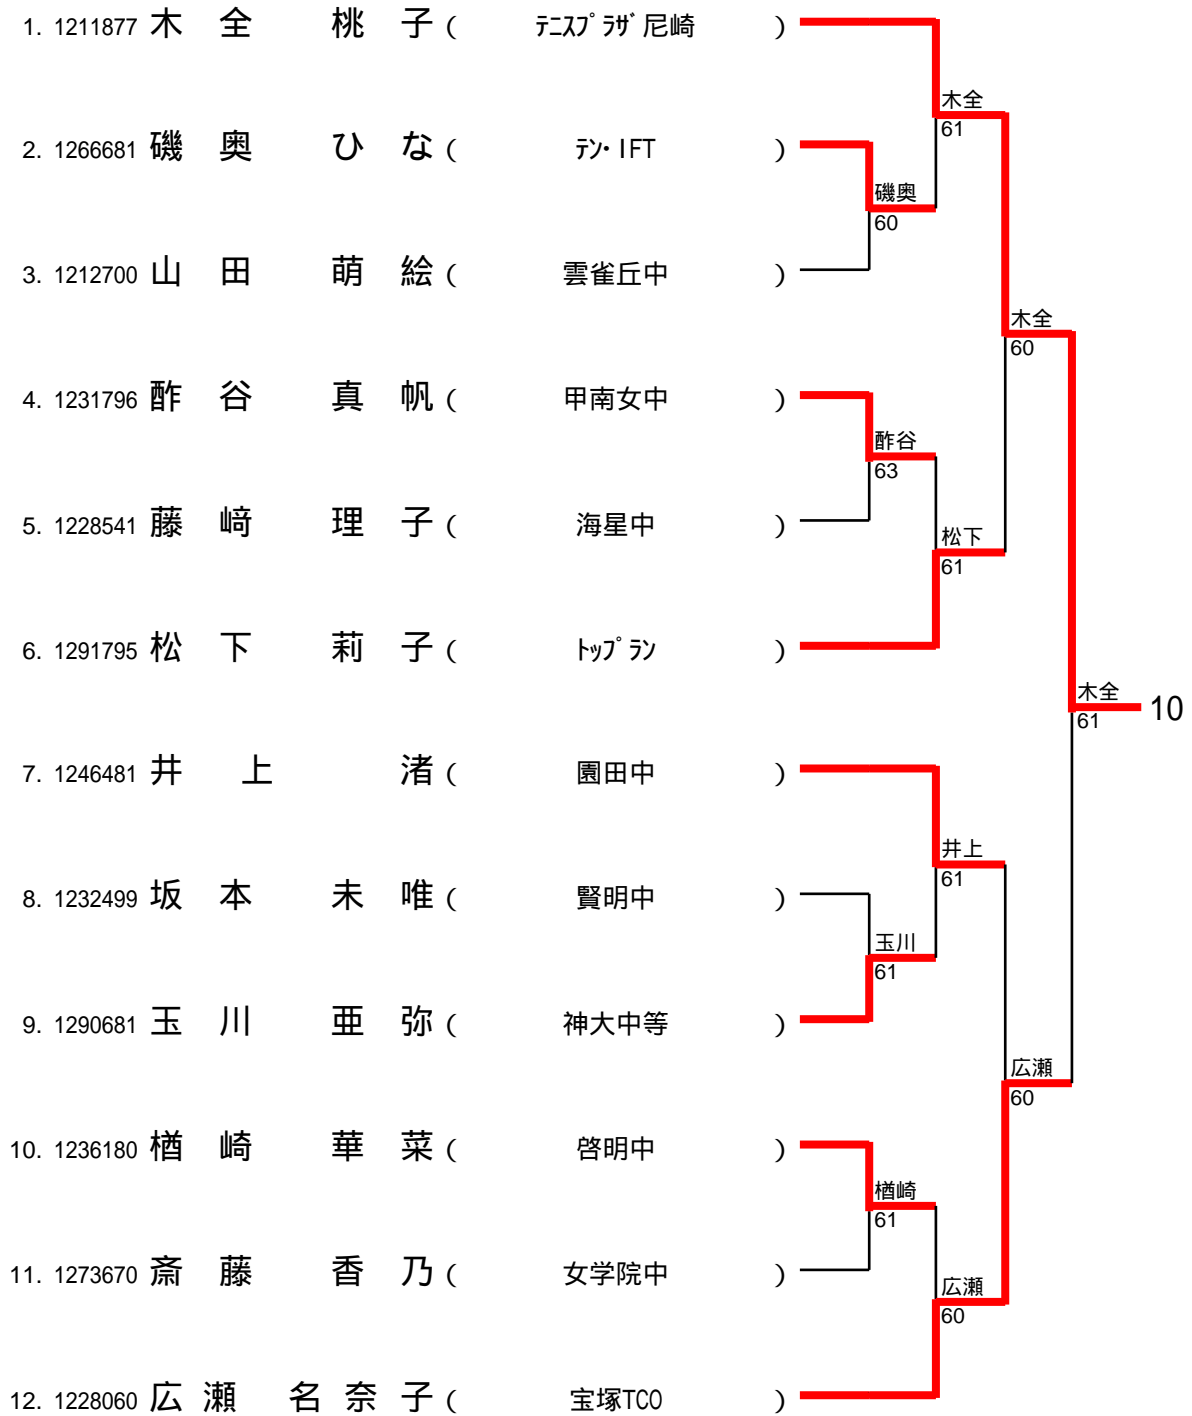 1. 1211877 木 全 桃 子 ( ﾃﾆｽﾌﾟﾗｻﾞ尼崎 )
木全
61
2. 1266681 磯 奥 ひ な ( ﾃﾝ･IFT )
磯奥
60
3. 1212700 山 田 萌 絵 ( 雲雀丘中 )
木全
60
4. 1231796 酢 谷 真 帆 ( 甲南女中 )
酢谷
63
5. 1228541 藤 﨑 理 子 ( 海星中 )
松下
61
6. 1291795 松 下 莉 子 ( ﾄｯﾌﾟﾗﾝ )
木全
61
10
7. 1246481 井 上 渚 ( 園田中 )
井上
61
8. 1232499 坂 本 未 唯 ( 賢明中 )
玉川
61
9. 1290681 玉 川 亜 弥 ( 神大中等 )
広瀬
60
10. 1236180 楢 崎 華 菜 ( 啓明中 )
楢崎
61
11. 1273670 斎 藤 香 乃 ( 女学院中 )
広瀬
60
12. 1228060 広 瀬 名 奈 子 ( 宝塚TCO )